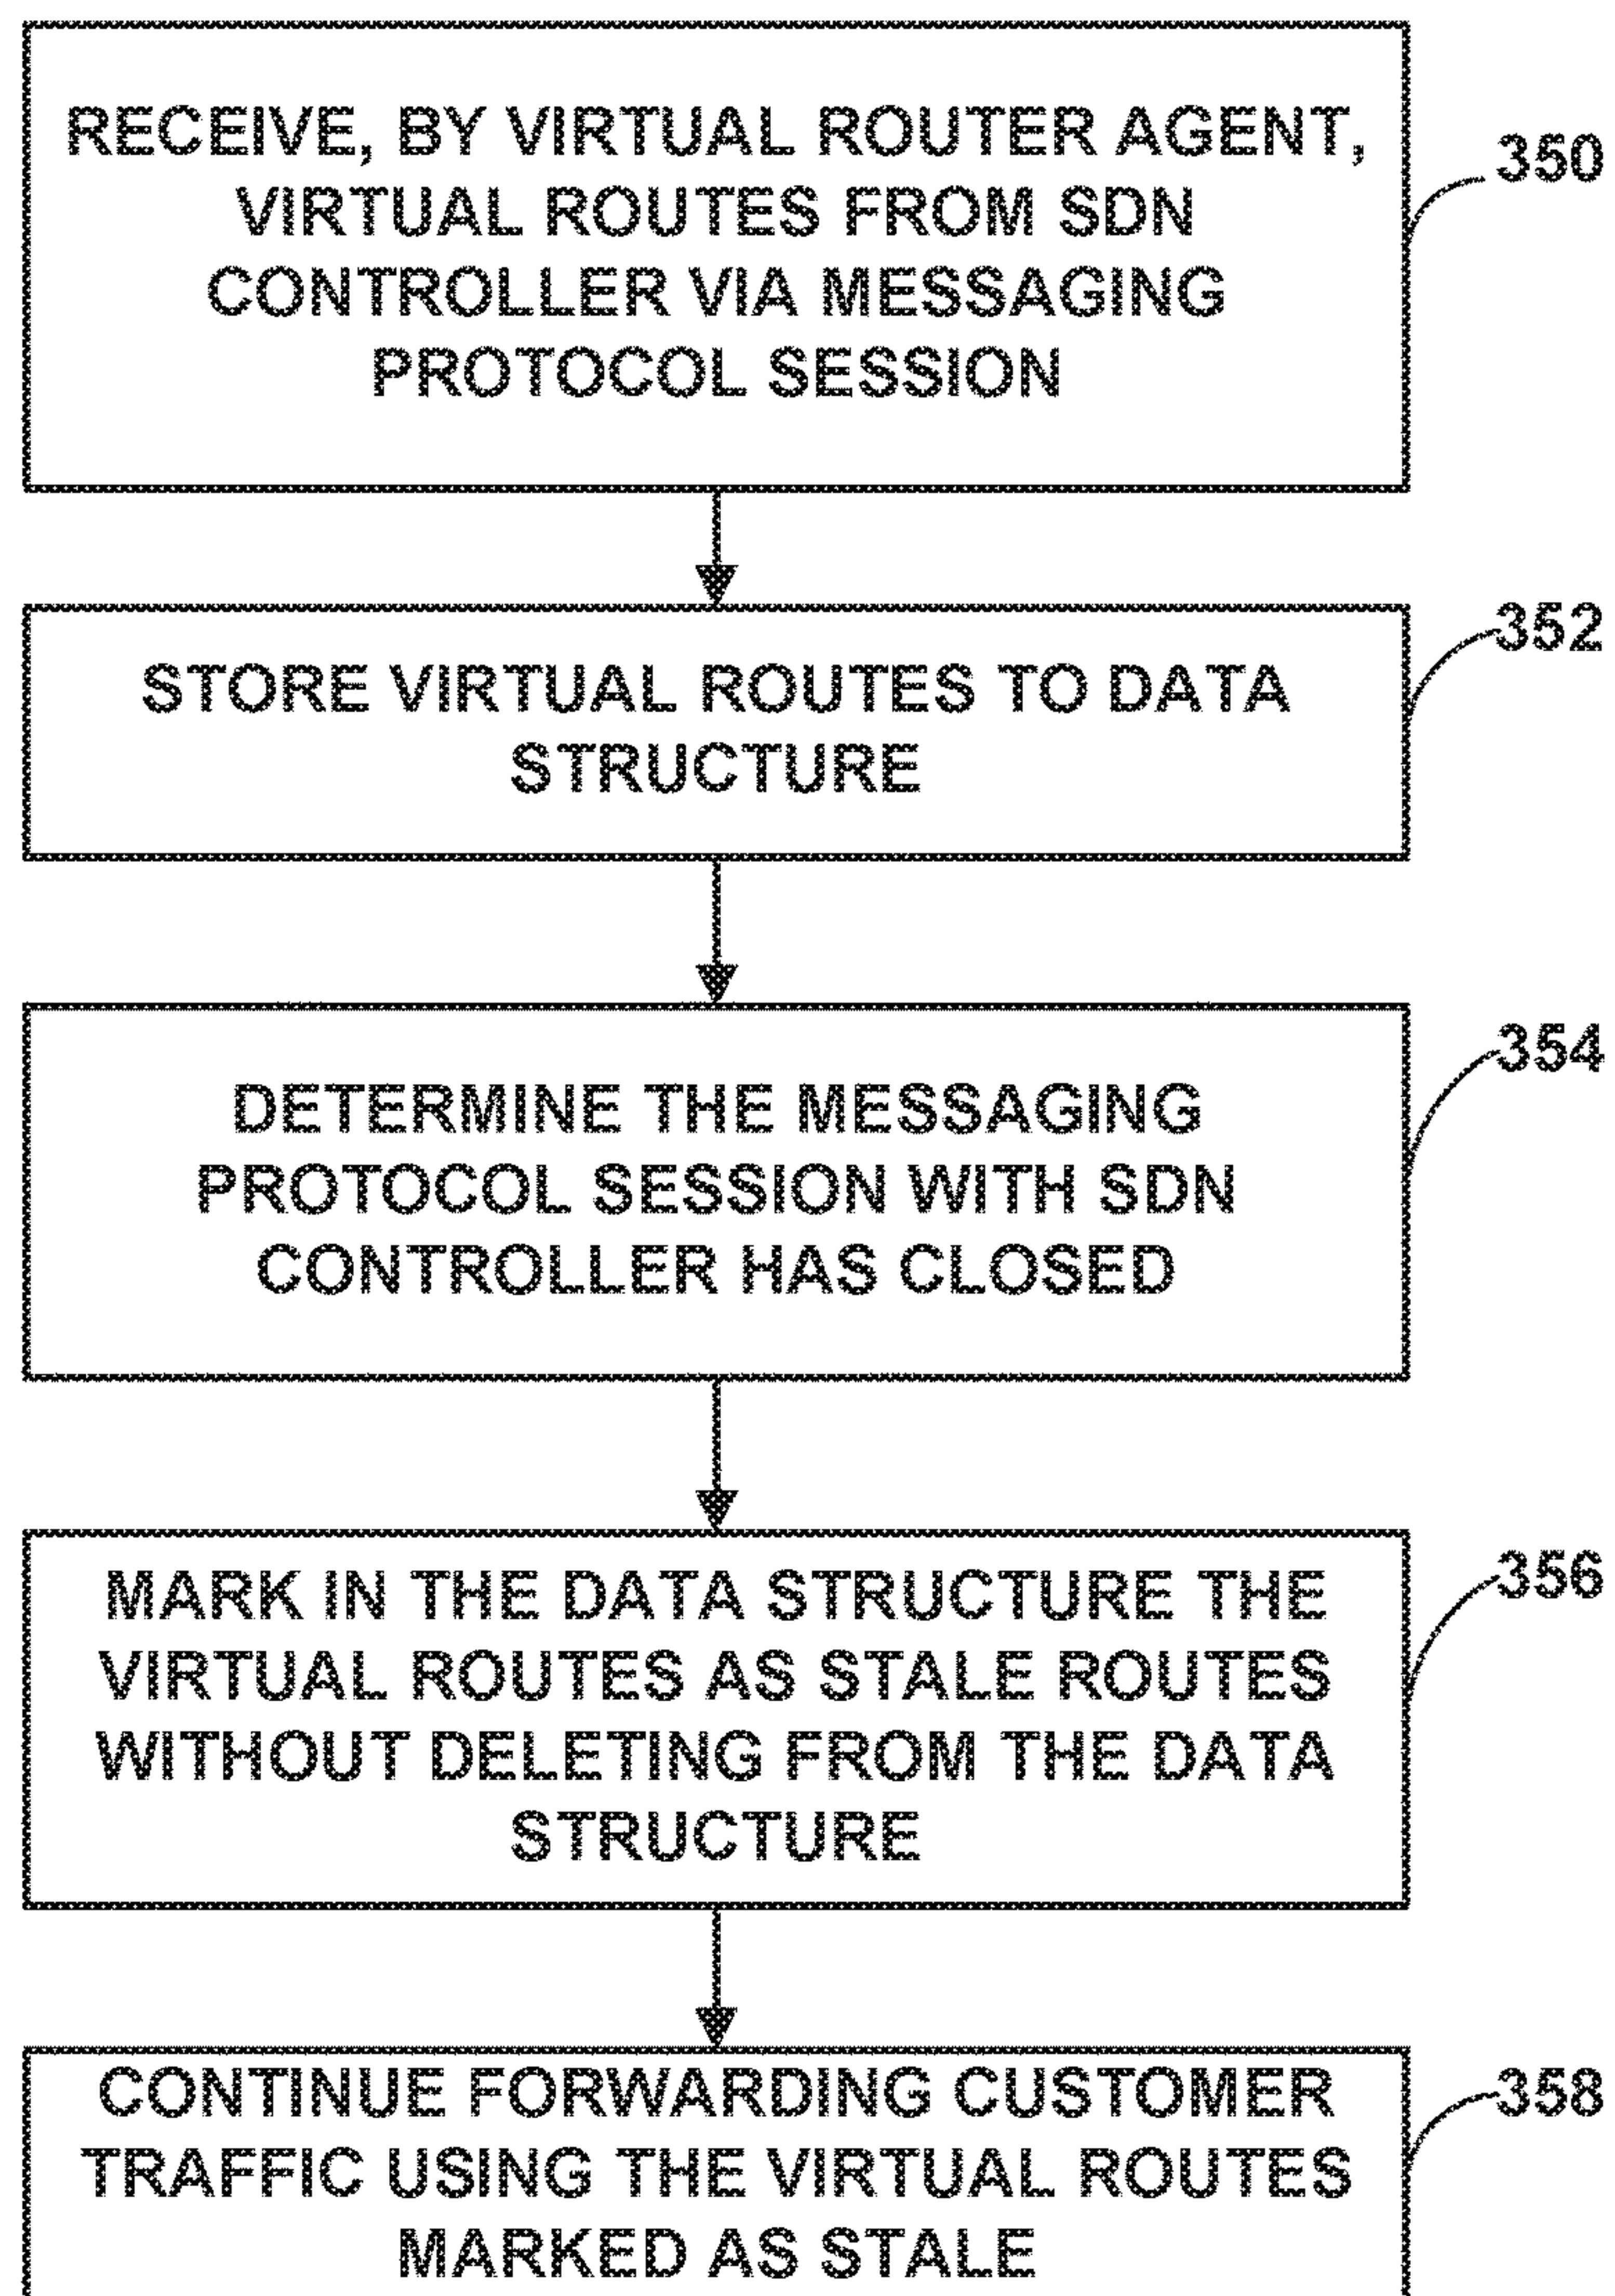 RECEIVE, BY VIRTUAL ROUTER AGENT,
VIRTUAL ROUTES FROM SDN
CONTROLLER VIA MESSAGING
PROTOCOL SESSION
350
STORE VIRTUAL ROUTES TO DATA
STRUCTURE
352
DETERMINE THE MESSAGING
PROTOCOL SESSION WITH SDN
CONTROLLER HAS CLOSED
354
MARK IN THE DATA STRUCTURE THE
VIRTUAL ROUTES AS STALE ROUTES
WITHOUT DELETING FROM THE DATA
STRUCTURE
356
CONTINUE FORWARDING CUSTOMER
TRAFFIC USING THE VIRTUAL ROUTES
MARKED AS STALE
358